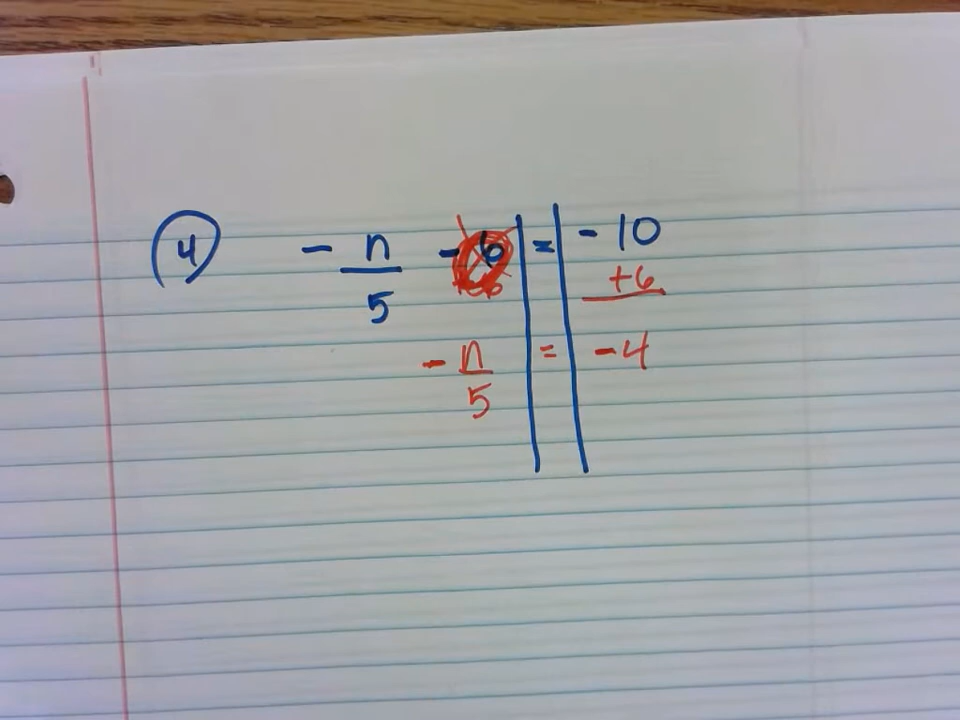 ④ - n/5 - 6 = -10
+6 +6
- n/5 = -4